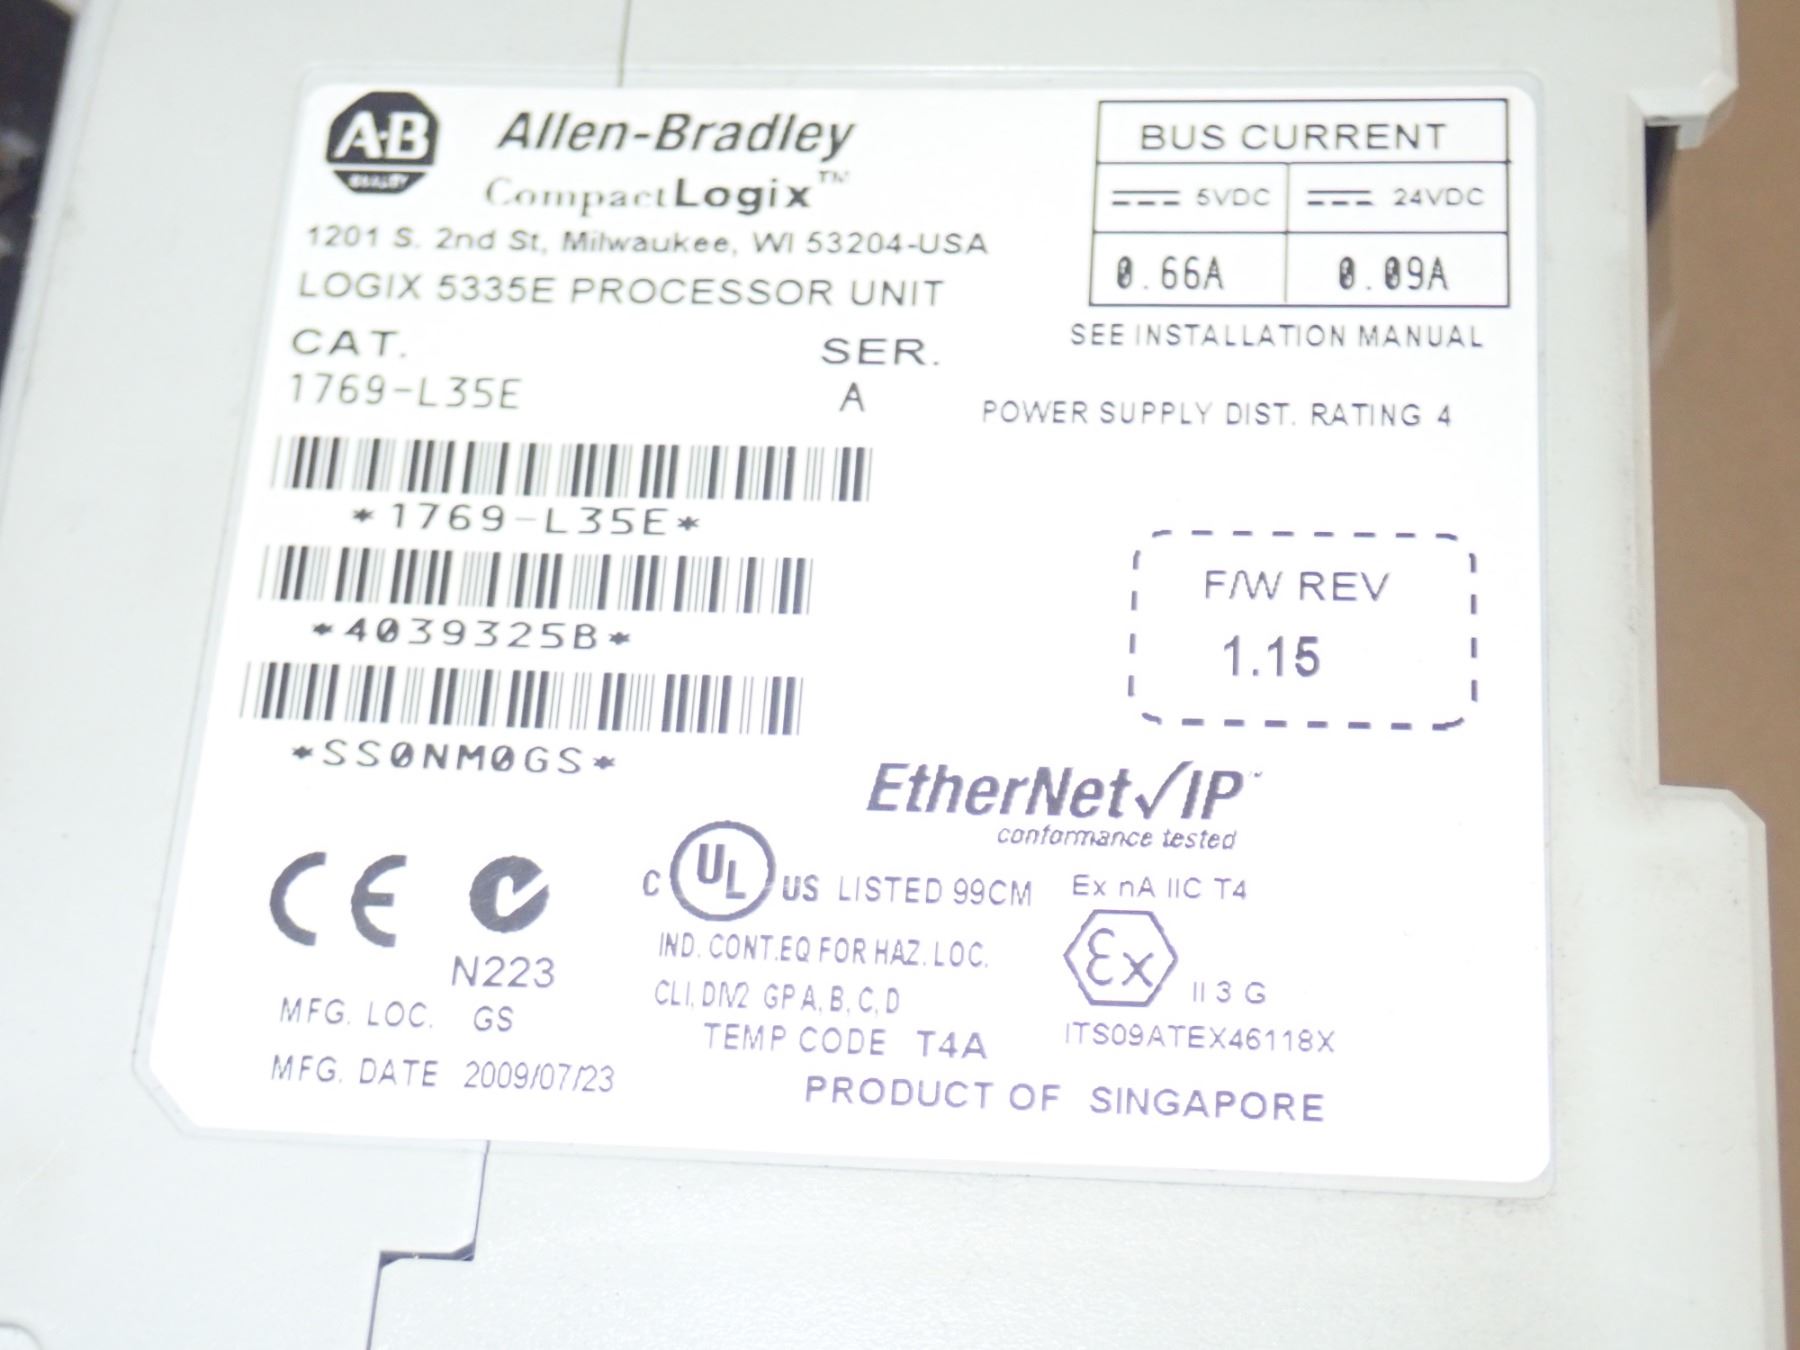 A·B
BRADLEY
Allen-Bradley
CompactLogix™
1201 S. 2nd St, Milwaukee, WI 53204-USA
LOGIX 5335E PROCESSOR UNIT
CAT.
SER.
1769-L35E
A
BUS CURRENT
5VDC
24VDC
0.66A
0.09A
SEE INSTALLATION MANUAL
POWER SUPPLY DIST. RATING 4
*1769-L35E*
*4039325B*
*SS0NM0GS*
F/W REV
1.15
EtherNet/IP™
conformance tested
CE
N223
C UL US LISTED 99CM
IND. CONT.EQ FOR HAZ. LOC.
CLI, DIV2 GP A, B, C, D
TEMP CODE T4A
Ex nA IIC T4
Ex
II 3 G
ITS09ATEX46118X
MFG. LOC. GS
MFG. DATE 2009/07/23
PRODUCT OF SINGAPORE